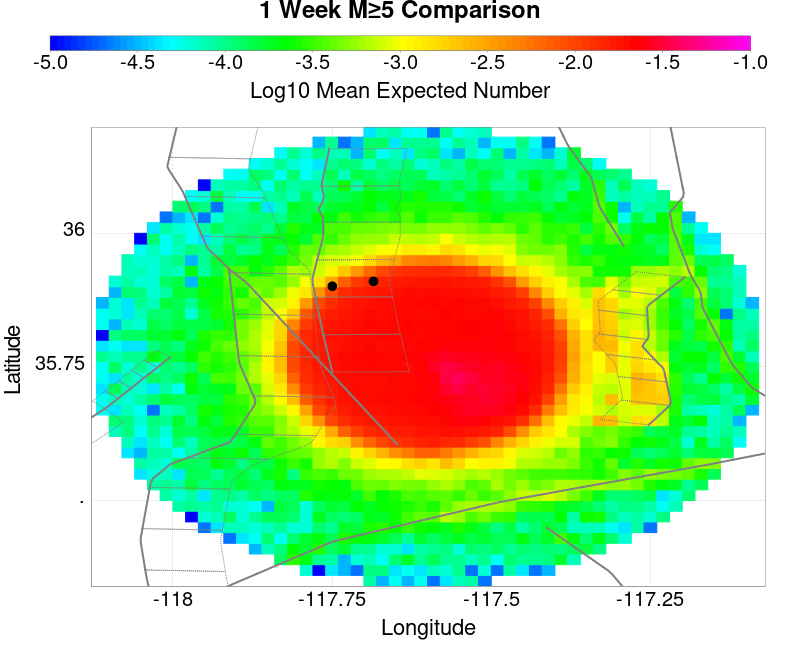 1 Week M≥5 Comparison
-5.0 -4.5 -4.0 -3.5 -3.0 -2.5 -2.0 -1.5 -1.0
Log10 Mean Expected Number
36
35.75
.
Latitude
-118 -117.75 -117.5 -117.25
Longitude